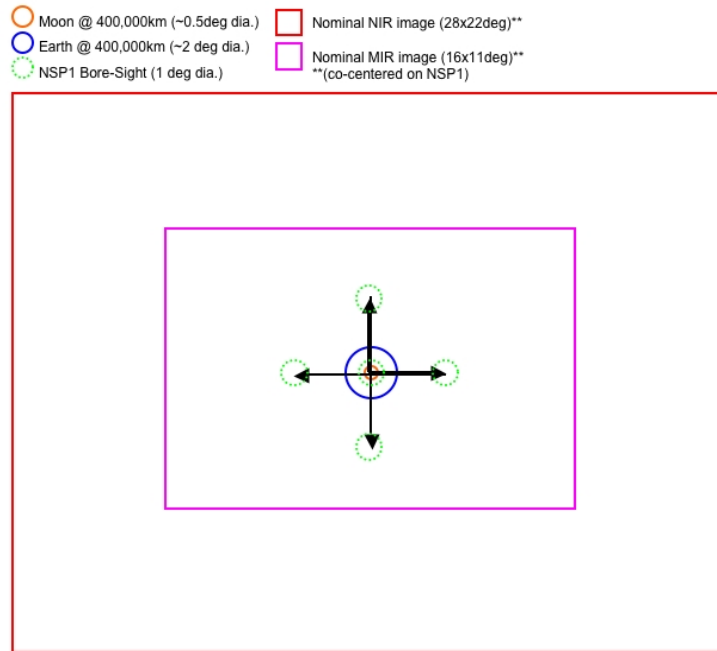 Moon @ 400,000km (~0.5deg dia.)
Earth @ 400,000km (~2 deg dia.)
NSP1 Bore-Sight (1 deg dia.)
Nominal NIR image (28x22deg)**
Nominal MIR image (16x11deg)**
**(co-centered on NSP1)